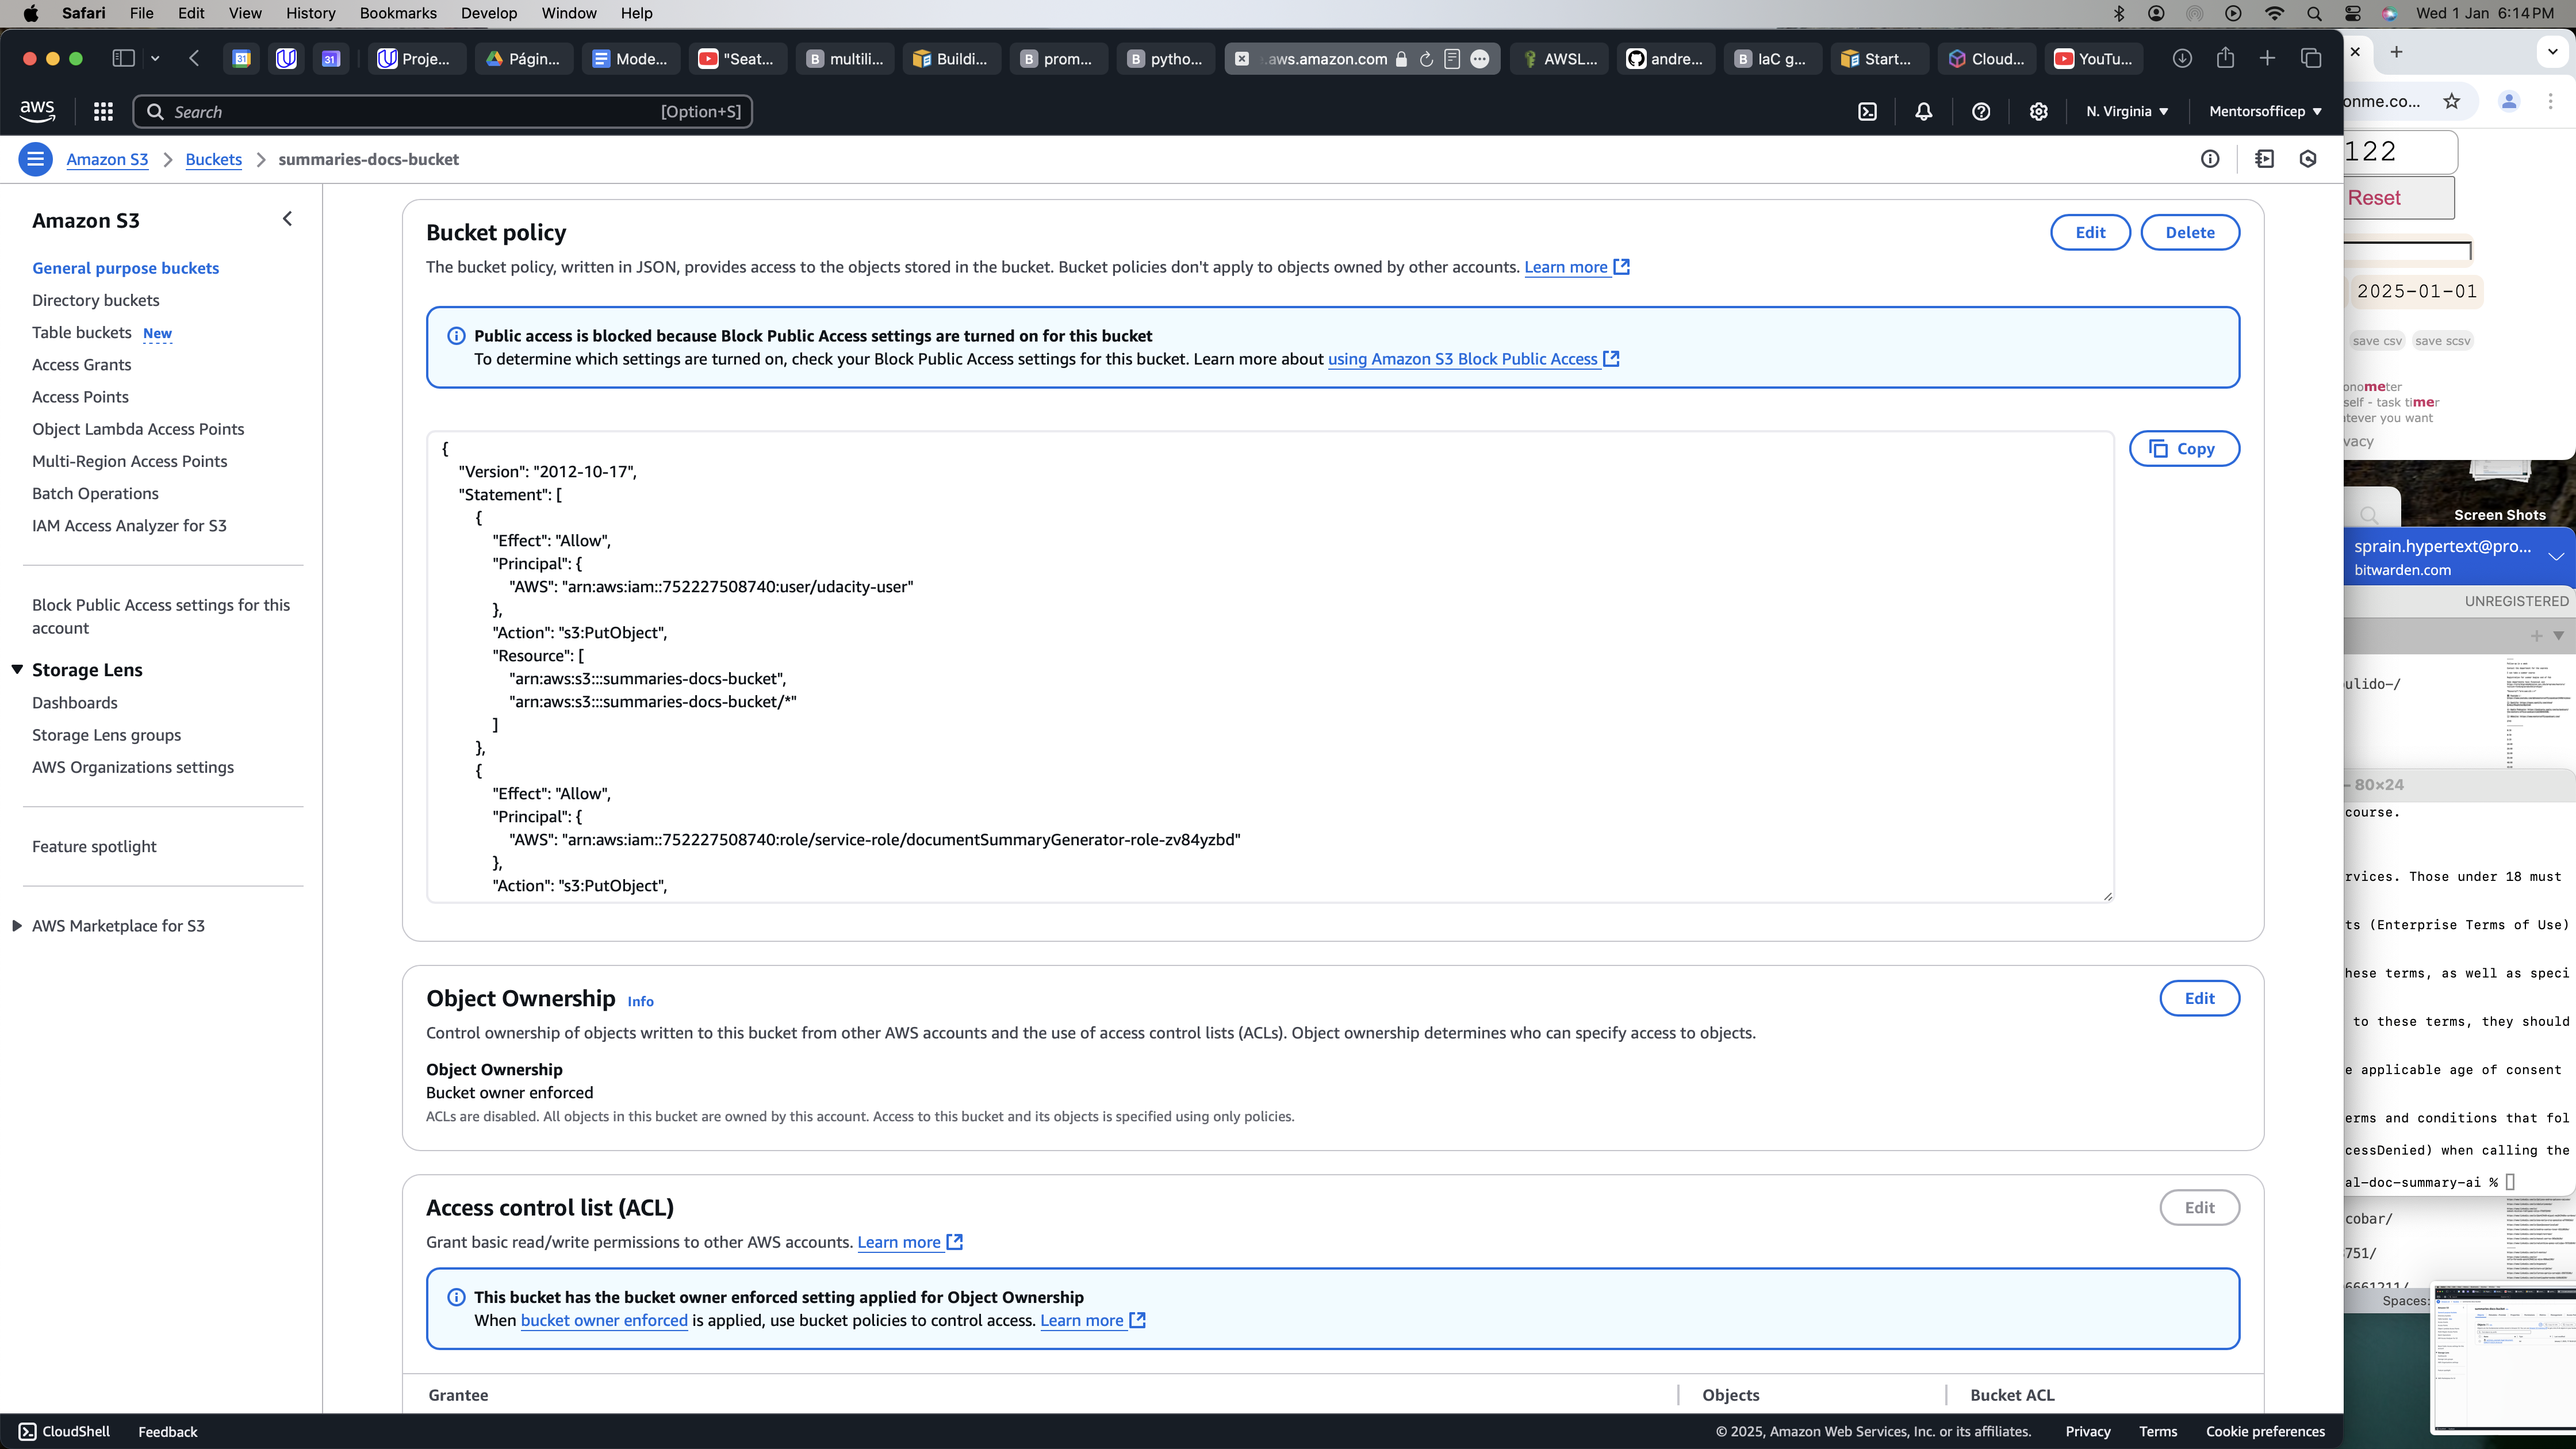 Safari File Edit View History Bookmarks Develop Window Help Wed 1 Jan 6:14 PM
31 31 Proje... Págin... Mode... "Seat... multili... Buildi... prom... pytho... .aws.amazon.com AWSL... andre... IaC g... Start... Cloud... YouTu...
aws Search [Option+S] N. Virginia Mentorsofficep
Amazon S3 Buckets summaries-docs-bucket
Amazon S3
General purpose buckets
Directory buckets
Table buckets New
Access Grants
Access Points
Object Lambda Access Points
Multi-Region Access Points
Batch Operations
IAM Access Analyzer for S3
Block Public Access settings for this
account
Storage Lens
Dashboards
Storage Lens groups
AWS Organizations settings
Feature spotlight
AWS Marketplace for S3
Bucket policy
Edit Delete
The bucket policy, written in JSON, provides access to the objects stored in the bucket. Bucket policies don't apply to objects owned by other accounts. Learn more
Public access is blocked because Block Public Access settings are turned on for this bucket
To determine which settings are turned on, check your Block Public Access settings for this bucket. Learn more about using Amazon S3 Block Public Access
Copy
{
"Version": "2012-10-17",
"Statement": [
{
"Effect": "Allow",
"Principal": {
"AWS": "arn:aws:iam::752227508740:user/udacity-user"
},
"Action": "s3:PutObject",
"Resource": [
"arn:aws:s3:::summaries-docs-bucket",
"arn:aws:s3:::summaries-docs-bucket/*"
]
},
{
"Effect": "Allow",
"Principal": {
"AWS": "arn:aws:iam::752227508740:role/service-role/documentSummaryGenerator-role-zv84yzbd"
},
"Action": "s3:PutObject",
Object Ownership Info
Edit
Control ownership of objects written to this bucket from other AWS accounts and the use of access control lists (ACLs). Object ownership determines who can specify access to objects.
Object Ownership
Bucket owner enforced
ACLs are disabled. All objects in this bucket are owned by this account. Access to this bucket and its objects is specified using only policies.
Access control list (ACL)
Edit
Grant basic read/write permissions to other AWS accounts. Learn more
This bucket has the bucket owner enforced setting applied for Object Ownership
When bucket owner enforced is applied, use bucket policies to control access. Learn more
Grantee Objects Bucket ACL
CloudShell Feedback © 2025, Amazon Web Services, Inc. or its affiliates. Privacy Terms Cookie preferences
onme.co...
122
Reset
2025-01-01
save csv save scsv
onometer
self - task timer
atever you want
vacy
Screen Shots
sprain.hypertext@pro...
bitwarden.com
UNREGISTERED
ulido-/
80×24
course.
rvices. Those under 18 must
ts (Enterprise Terms of Use)
hese terms, as well as speci
to these terms, they should
e applicable age of consent
erms and conditions that fol
cessDenied) when calling the
al-doc-summary-ai %
cobar/
751/
6661211/
Spaces: